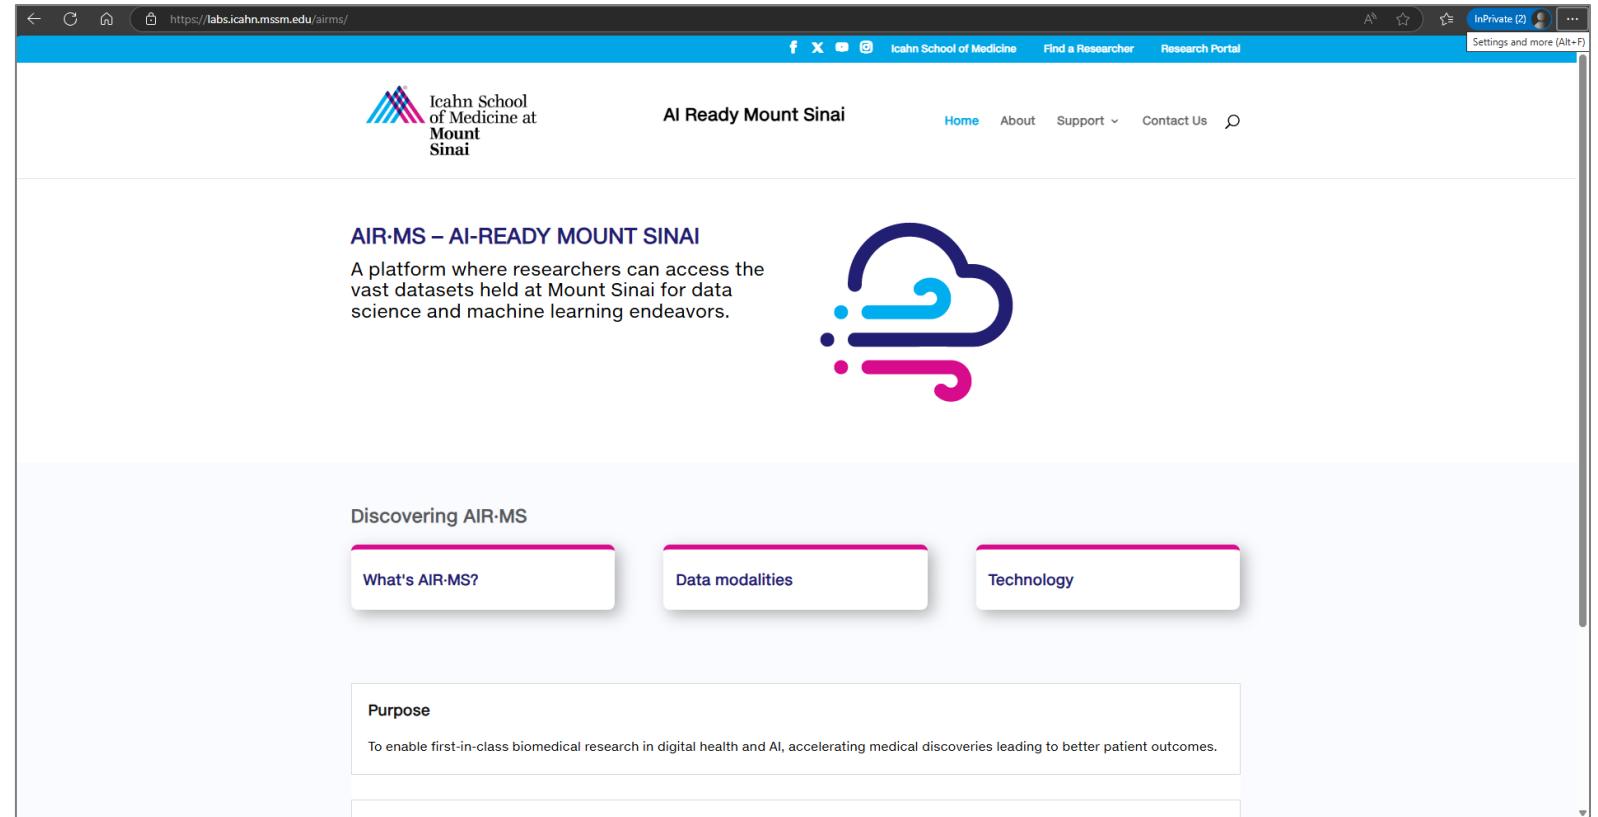 https://labs.icahn.mssm.edu/airms/
InPrivate (2)
Settings and more (Alt+F)
Icahn School of Medicine Find a Researcher Research Portal
Icahn School
of Medicine at
Mount
Sinai
AI Ready Mount Sinai
Home About Support Contact Us
AIR·MS – AI-READY MOUNT SINAI
A platform where researchers can access the
vast datasets held at Mount Sinai for data
science and machine learning endeavors.
Discovering AIR·MS
What's AIR·MS?
Data modalities
Technology
Purpose
To enable first-in-class biomedical research in digital health and AI, accelerating medical discoveries leading to better patient outcomes.